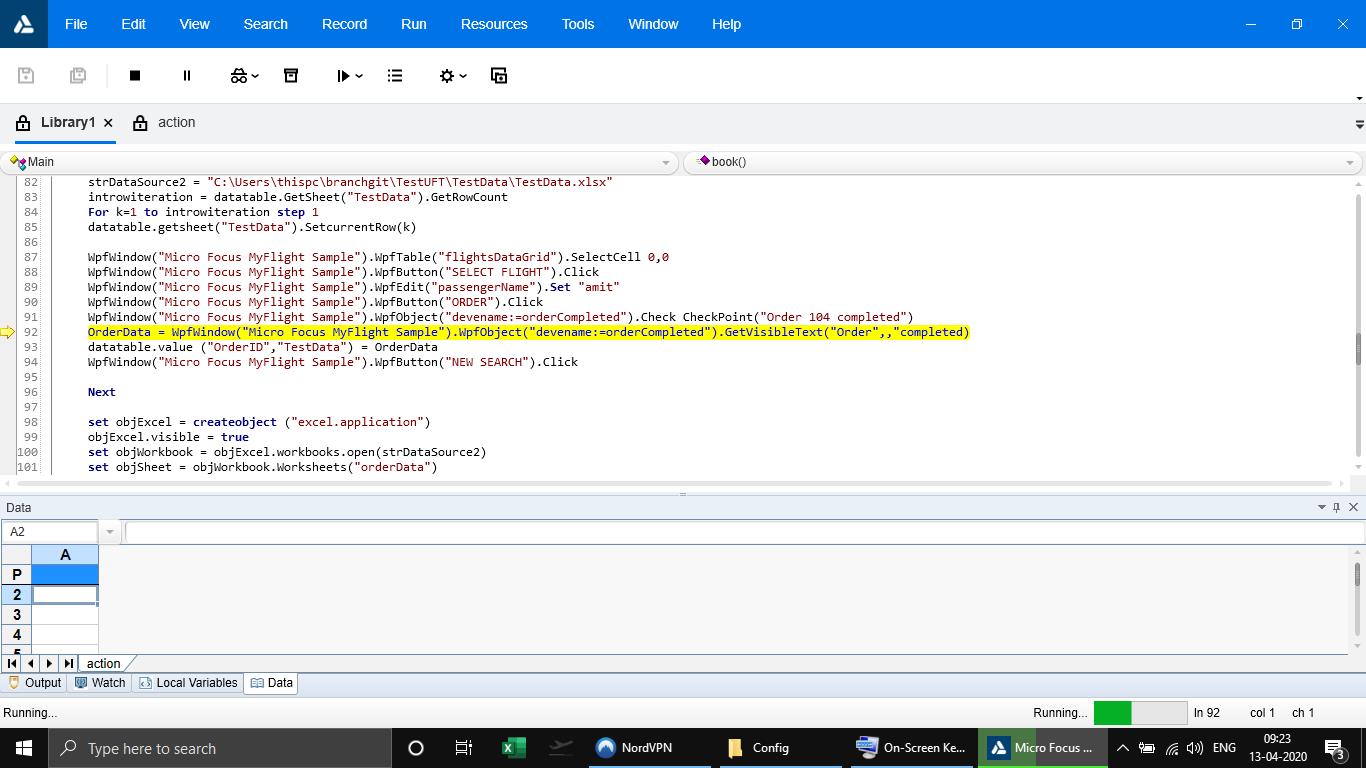 File Edit View Search Record Run Resources Tools Window Help
Library1 × action
Main book()
82 strDataSource2 = "C:\Users\thispc\branchgit\TestUFT\TestData\TestData.xlsx"
83 introwiteration = datatable.GetSheet("TestData").GetRowCount
84 For k=1 to introwiteration step 1
85 datatable.getsheet("TestData").SetcurrentRow(k)
86
87 WpfWindow("Micro Focus MyFlight Sample").WpfTable("flightsDataGrid").SelectCell 0,0
88 WpfWindow("Micro Focus MyFlight Sample").WpfButton("SELECT FLIGHT").Click
89 WpfWindow("Micro Focus MyFlight Sample").WpfEdit("passengerName").Set "amit"
90 WpfWindow("Micro Focus MyFlight Sample").WpfButton("ORDER").Click
91 WpfWindow("Micro Focus MyFlight Sample").WpfObject("devename:=orderCompleted").Check CheckPoint("Order 104 completed")
92 OrderData = WpfWindow("Micro Focus MyFlight Sample").WpfObject("devename:=orderCompleted").GetVisibleText("Order",,"completed)
93 datatable.value ("OrderID","TestData") = OrderData
94 WpfWindow("Micro Focus MyFlight Sample").WpfButton("NEW SEARCH").Click
95
96 Next
97
98 set objExcel = createobject ("excel.application")
99 objExcel.visible = true
100 set objWorkbook = objExcel.workbooks.open(strDataSource2)
101 set objSheet = objWorkbook.Worksheets("orderData")
Data
A2
A
P
2
3
4
5
action
Output Watch Local Variables Data
Running... Running... ln 92 col 1 ch 1
Type here to search NordVPN Config On-Screen Ke... Micro Focus ... ENG 09:23
13-04-2020 3